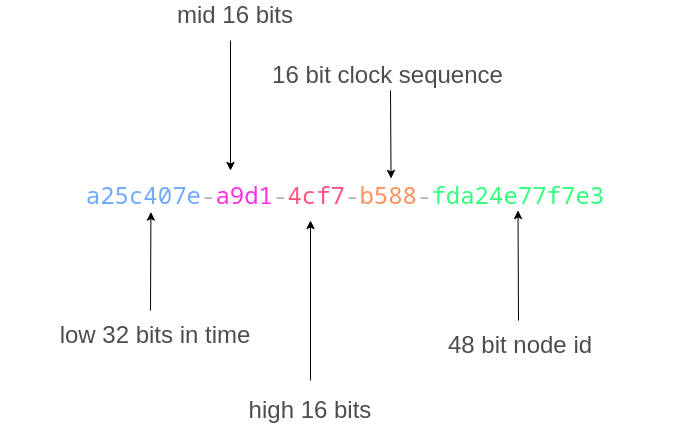 mid 16 bits
16 bit clock sequence
a25c407e-a9d1-4cf7-b588-fda24e77f7e3
low 32 bits in time
48 bit node id
high 16 bits